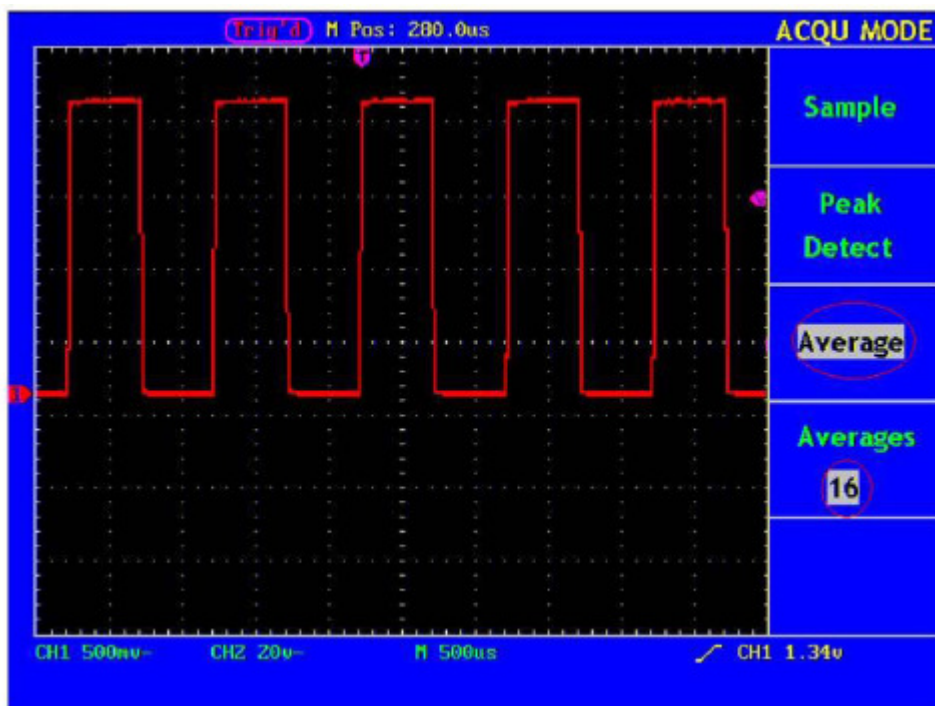 Trig'd M Pos: 280.0us
ACQU MODE
T
Sample
Peak
Detect
Average
1
Averages
16
CH1 500mv- CH2 20v- M 500us CH1 1.34v